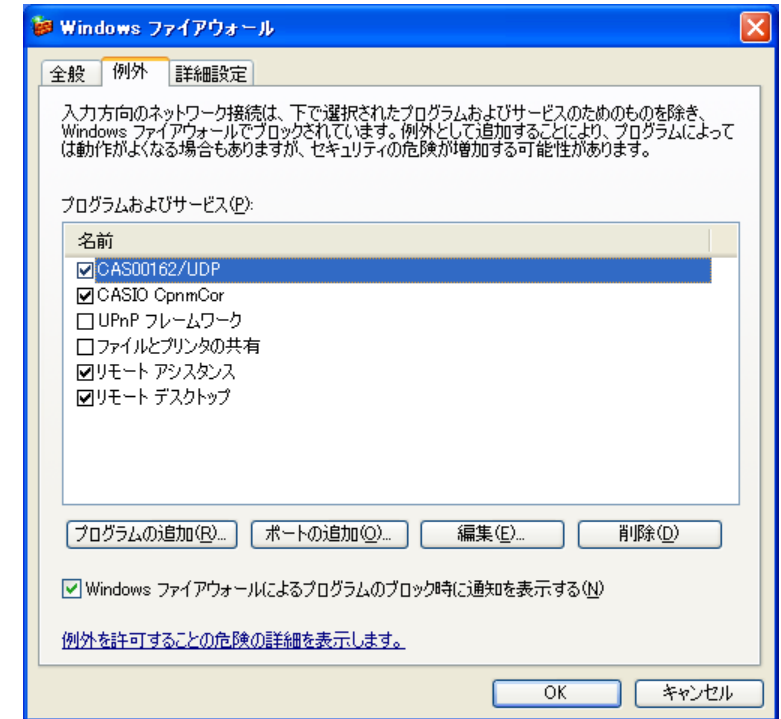 Windows ファイアウォール
全般 例外 詳細設定
入力方向のネットワーク接続は、下で選択されたプログラムおよびサービスのためのものを除き、
Windows ファイアウォールでブロックされています。例外として追加することにより、プログラムによって
は動作がよくなる場合もありますが、セキュリティの危険が増加する可能性があります。
プログラムおよびサービス(P):
名前
CAS00162/UDP
CASIO CpnmCor
UPnP フレームワーク
ファイルとプリンタの共有
リモート アシスタンス
リモート デスクトップ
プログラムの追加(R)... ポートの追加(O)... 編集(E)... 削除(D)
Windows ファイアウォールによるプログラムのブロック時に通知を表示する(N)
例外を許可することの危険の詳細を表示します。
OK キャンセル